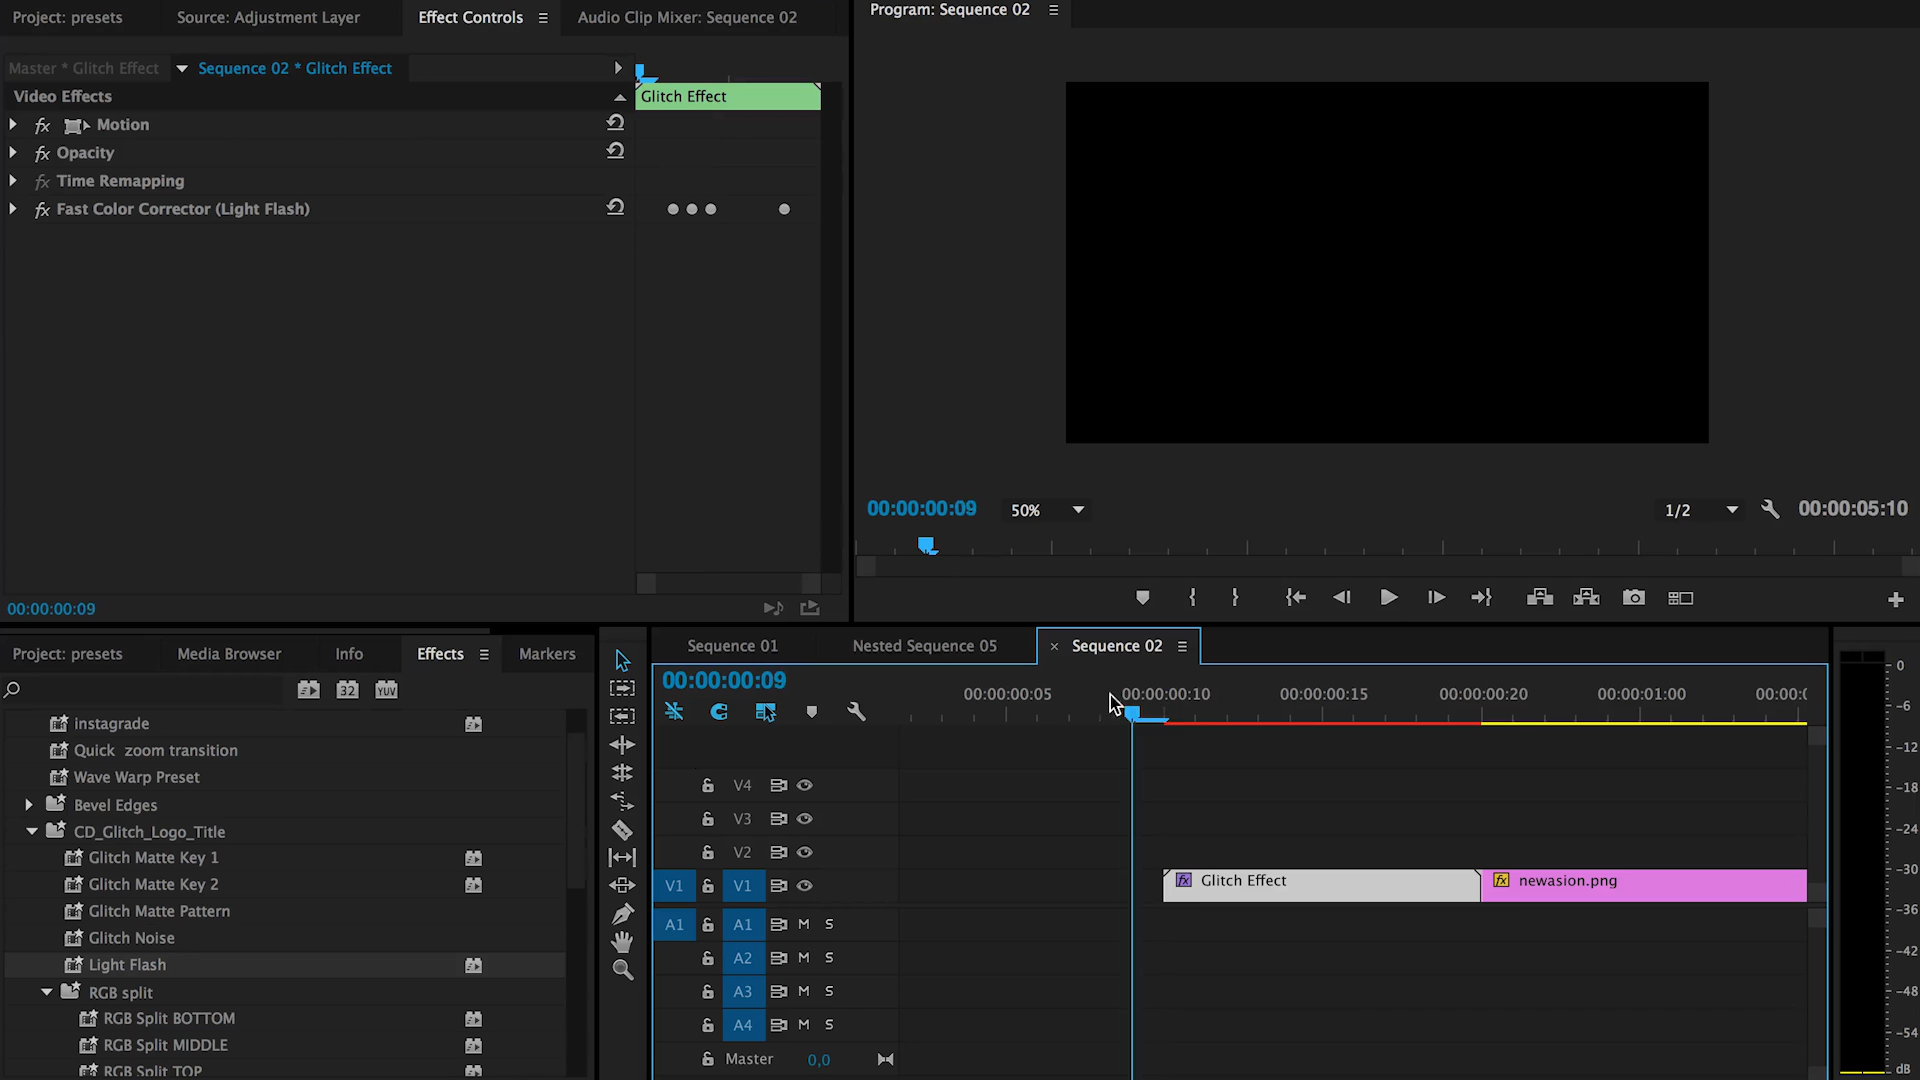 Project: presets
Source: Adjustment Layer
Effect Controls
Audio Clip Mixer: Sequence 02
Program: Sequence 02
Master * Glitch Effect
Sequence 02 * Glitch Effect
Video Effects
Glitch Effect
fx Motion
fx Opacity
fx Time Remapping
fx Fast Color Corrector (Light Flash)
00:00:00:09
00:00:00:09
50%
1/2
00:00:05:10
Project: presets
Media Browser
Info
Effects
Markers
32
YUV
instagrade
Quick zoom transition
Wave Warp Preset
Bevel Edges
CD_Glitch_Logo_Title
Glitch Matte Key 1
Glitch Matte Key 2
Glitch Matte Pattern
Glitch Noise
Light Flash
RGB split
RGB Split BOTTOM
RGB Split MIDDLE
RGB Split TOP
Sequence 01
Nested Sequence 05
× Sequence 02
00:00:00:09
00:00:00:05
00:00:00:10
00:00:00:15
00:00:00:20
00:00:01:00
V4
V3
V2
V1 V1
fx Glitch Effect
fx newasion.png
A1 A1 M S
A2 M S
A3 M S
A4 M S
Master 0,0
0
-6
-12
-18
-24
-30
-36
-42
-48
-54
dB